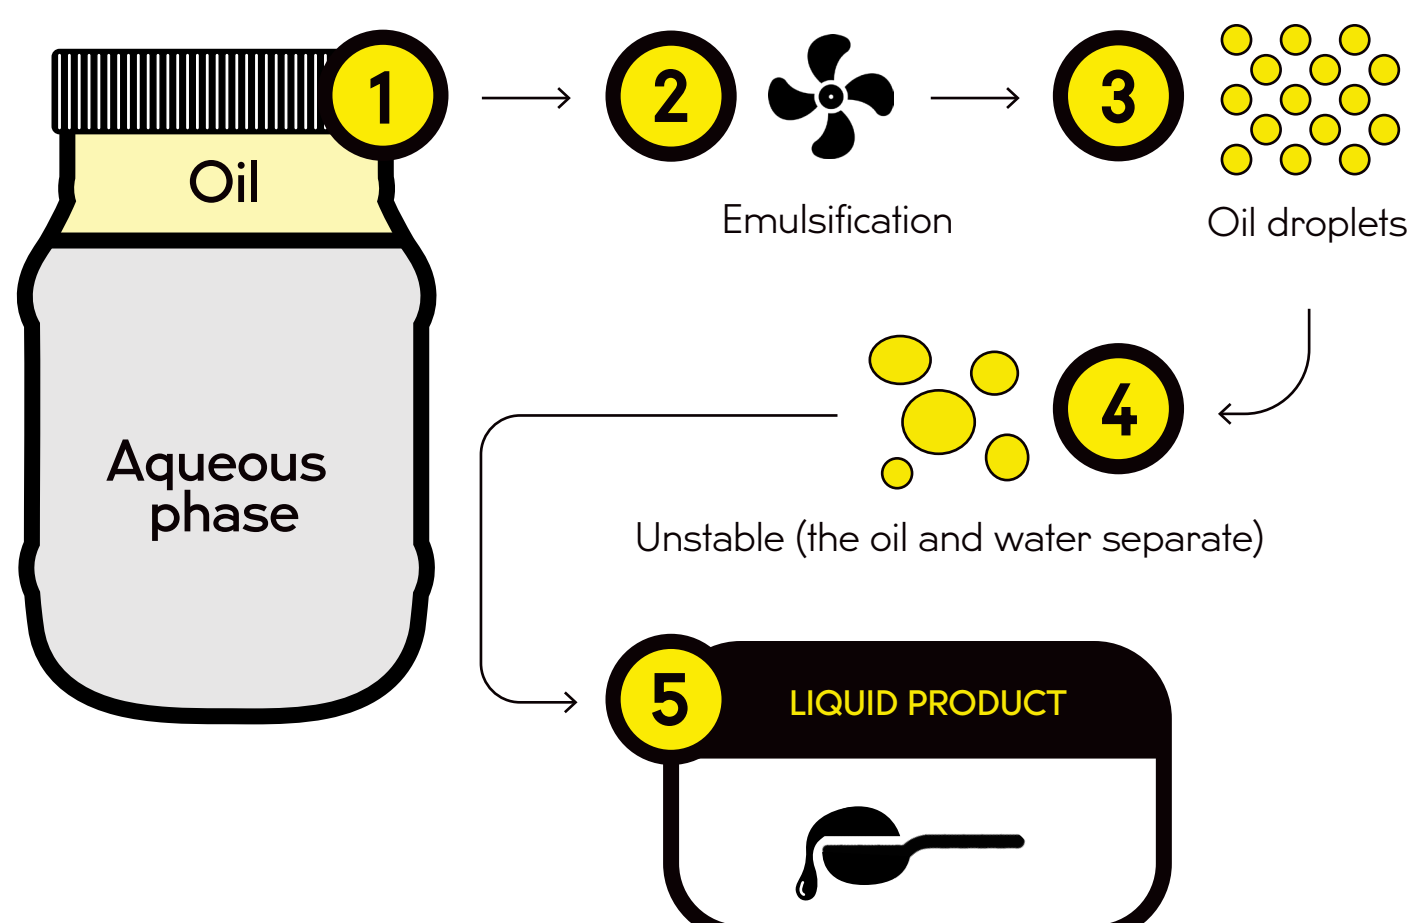 1
Oil
Aqueous
phase
2
Emulsification
3
Oil droplets
4
Unstable (the oil and water separate)
5
LIQUID PRODUCT